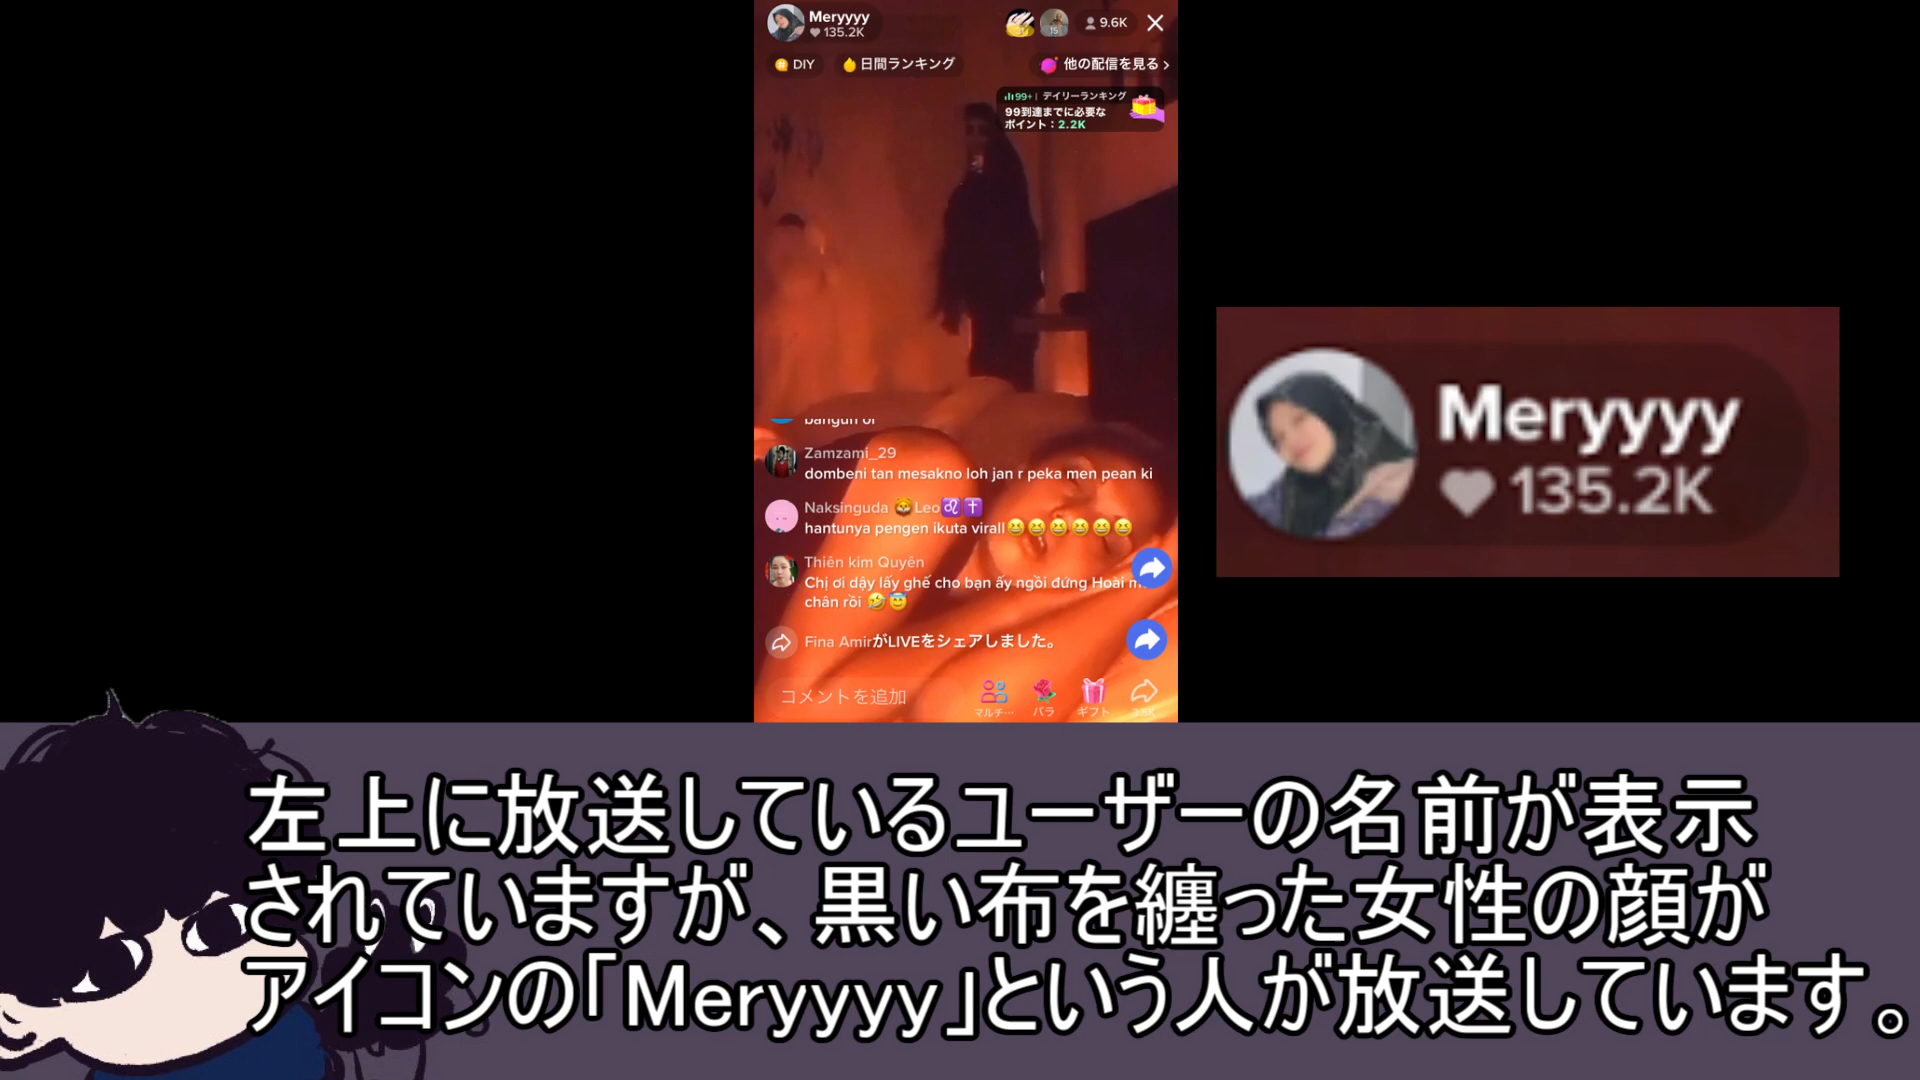 Meryyyy
135.2K
15
9.6K
DIY
日間ランキング
他の配信を見る >
99+ | デイリーランキング
99到達までに必要な
ポイント：2.2K
bangun oi
Zamzami_29
dombeni tan mesakno loh jan r peka men pean ki
Naksinguda 🐯Leo♌✝
hantunya pengen ikuta virall😆😆😆😆😆😆
Thiên kim Quyên
Chị ơi dậy lấy ghế cho bạn ấy ngồi đứng Hoài m
chân rồi 🤣😇
Fina AmirがLIVEをシェアしました。
コメントを追加
マルチ…
バラ
ギフト
Meryyyy
135.2K
左上に放送しているユーザーの名前が表示
されていますが、黒い布を纏った女性の顔が
アイコンの「Meryyyy」という人が放送しています。